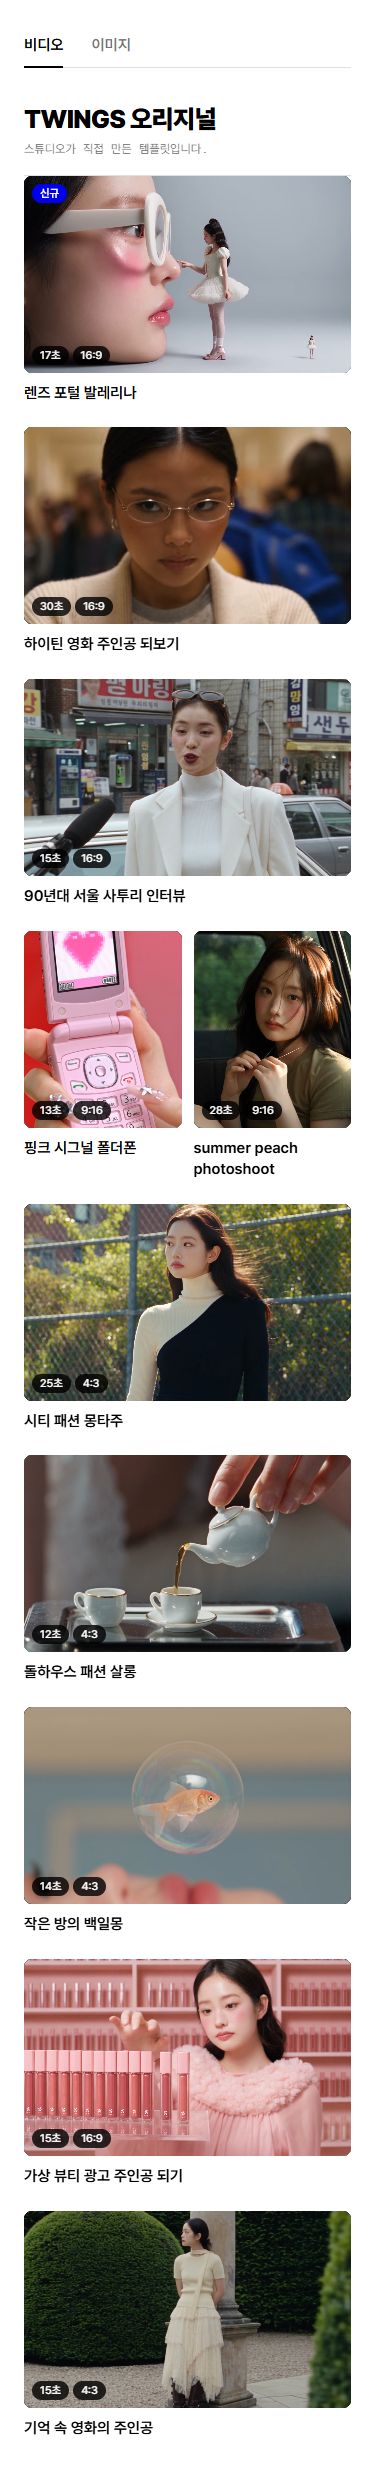 비디오
이미지
TWINGS 오리지널
스튜디오가 직접 만든 템플릿입니다.
신규
17초
16:9
렌즈 포털 발레리나
30초
16:9
하이틴 영화 주인공 되보기
샌두
15초
16:9
90년대 서울 사투리 인터뷰
13초
9:16
핑크 시그널 폴더폰
28초
9:16
summer peach
photoshoot
25초
4:3
시티 패션 몽타주
12초
4:3
돌하우스 패션 살롱
14초
4:3
작은 방의 백일몽
15초
16:9
가상 뷰티 광고 주인공 되기
15초
4:3
기억 속 영화의 주인공